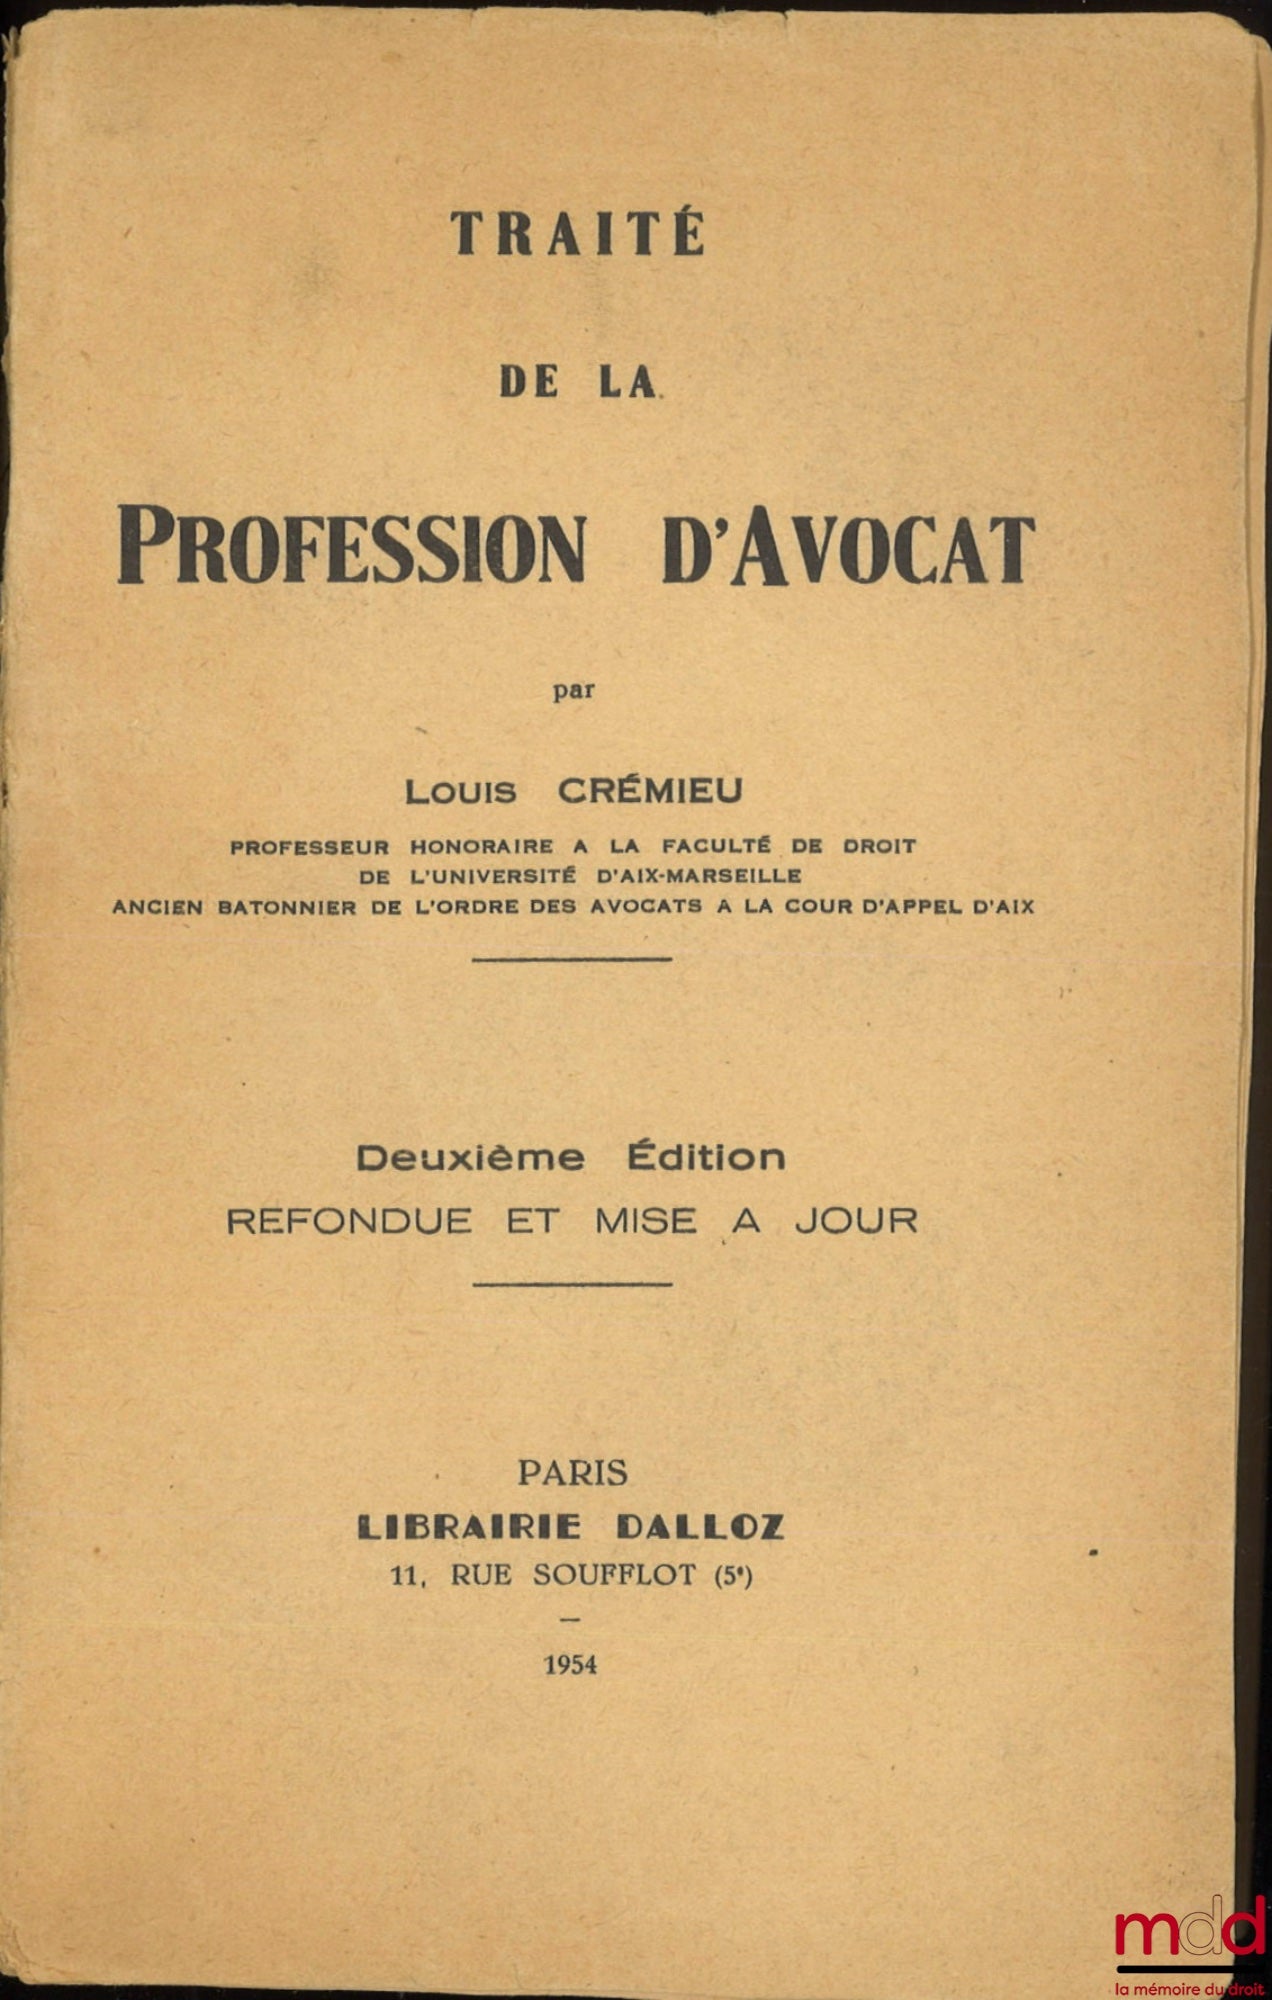 TRAITÉ
DE LA
PROFESSION D'AVOCAT
par
LOUIS CRÉMIEU
PROFESSEUR HONORAIRE A LA FACULTÉ DE DROIT
DE L'UNIVERSITÉ D'AIX-MARSEILLE
ANCIEN BATONNIER DE L'ORDRE DES AVOCATS A LA COUR D'APPEL D'AIX
Deuxième Édition
REFONDUE ET MISE A JOUR
PARIS
LIBRAIRIE DALLOZ
11, RUE SOUFFLOT (5e)
—
1954
mdd
la mémoire du droit